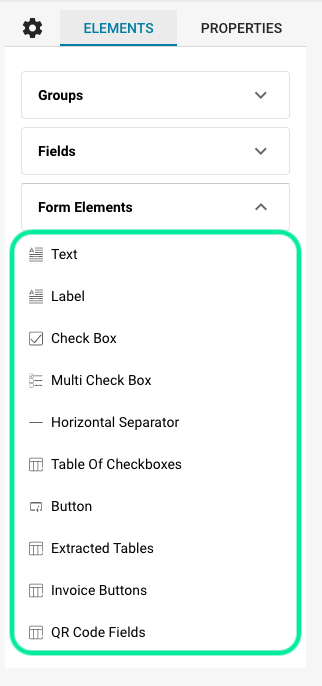 ELEMENTS PROPERTIES
Groups
Fields
Form Elements
Text
Label
Check Box
Multi Check Box
Horizontal Separator
Table Of Checkboxes
Button
Extracted Tables
Invoice Buttons
QR Code Fields